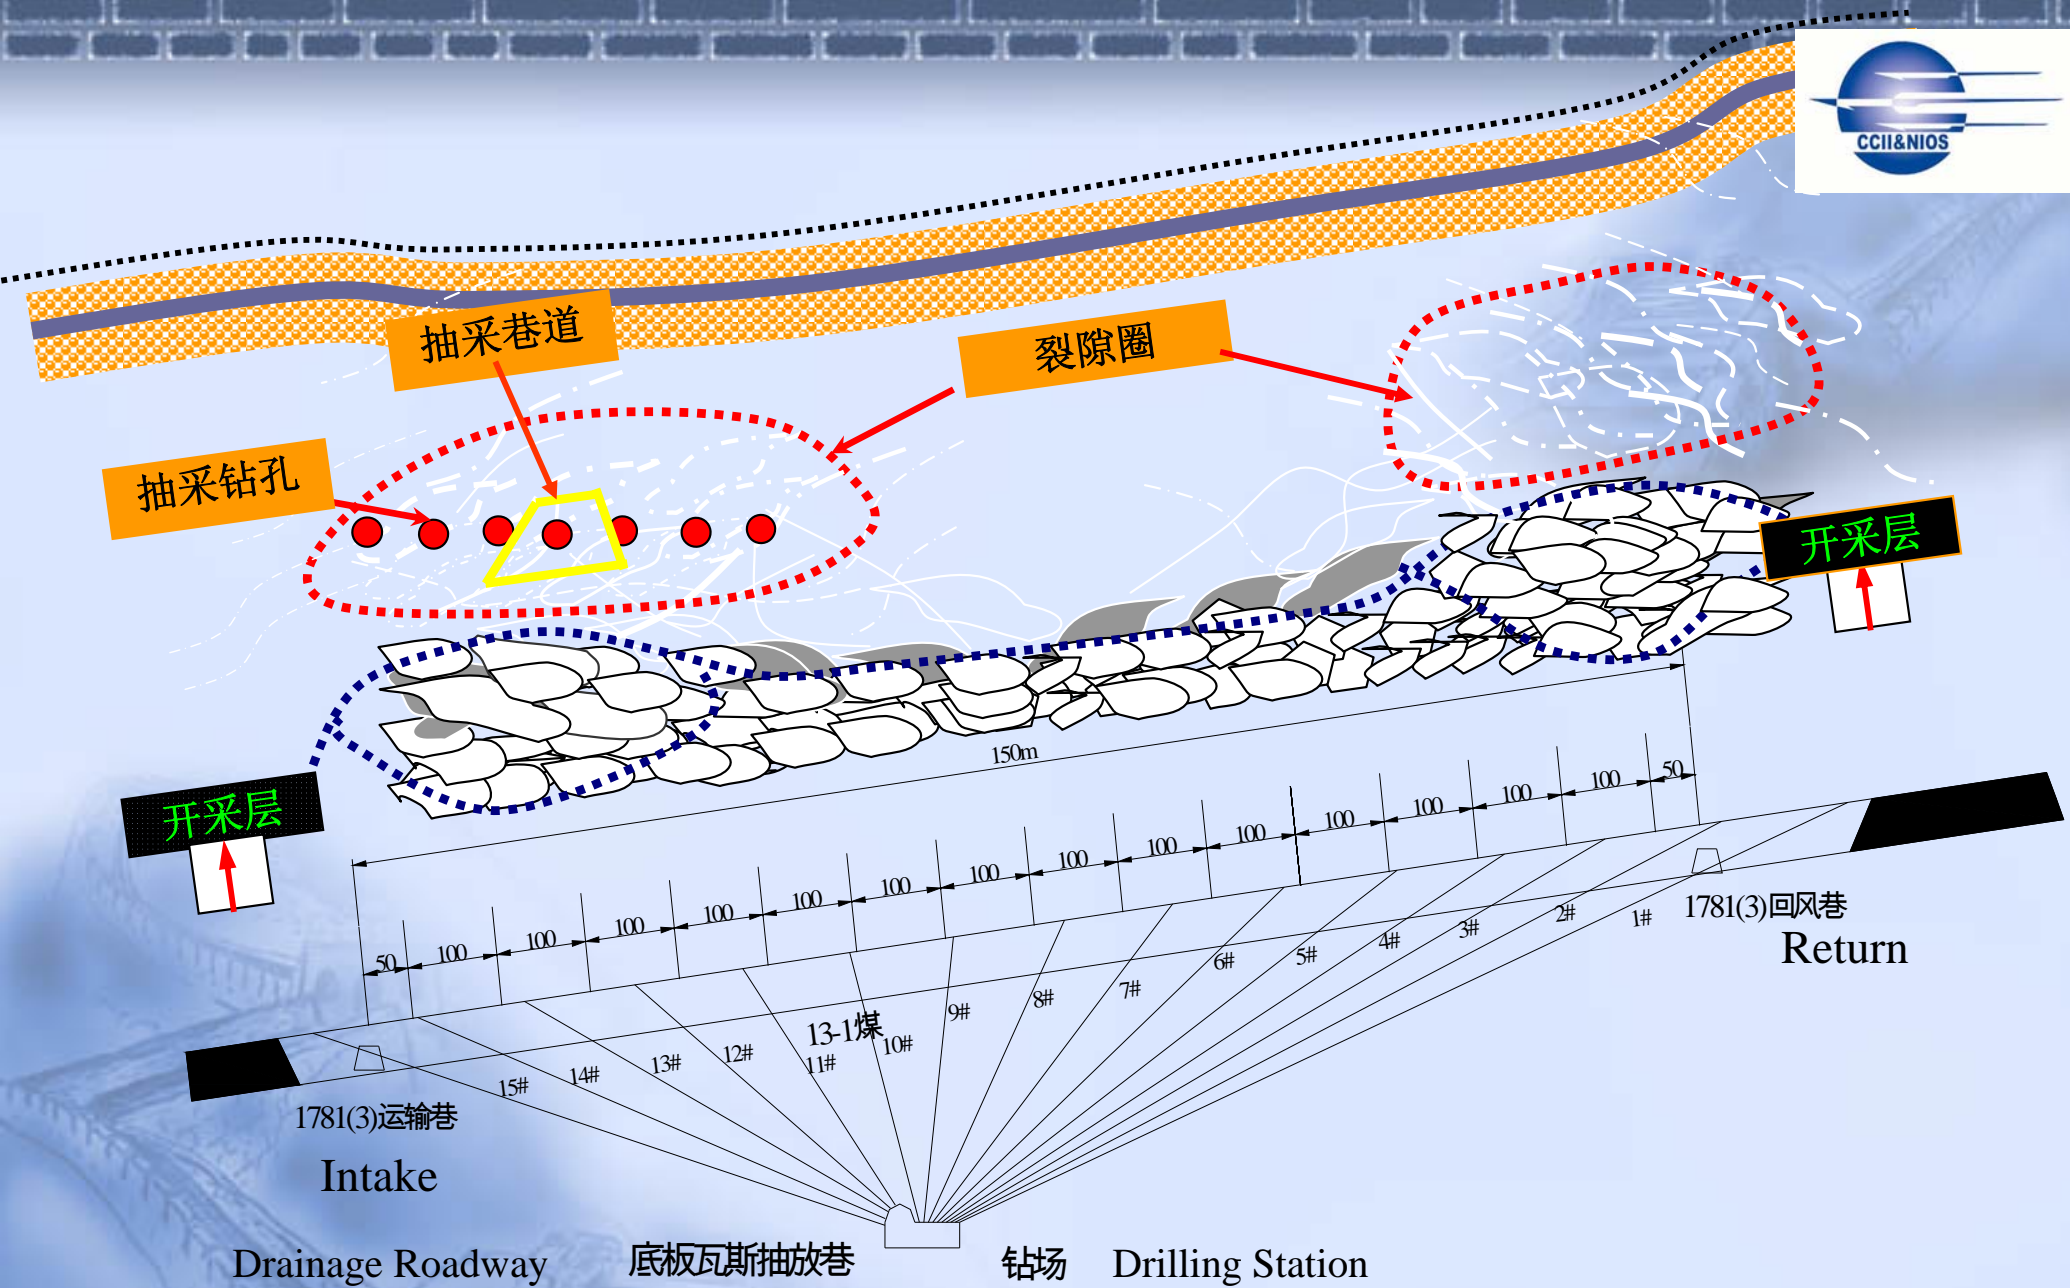 CCII&NIOS
抽采巷道
裂隙圈
抽采钻孔
开采层
开采层
150m
50
100
100
100
100
100
100
100
100
100
100
100
100
100
100
50
1781(3)回风巷
Return
1#
2#
3#
4#
5#
6#
7#
8#
9#
10#
11#
12#
13#
14#
15#
13-1煤
1781(3)运输巷
Intake
Drainage Roadway 底板瓦斯抽放巷 钻场 Drilling Station